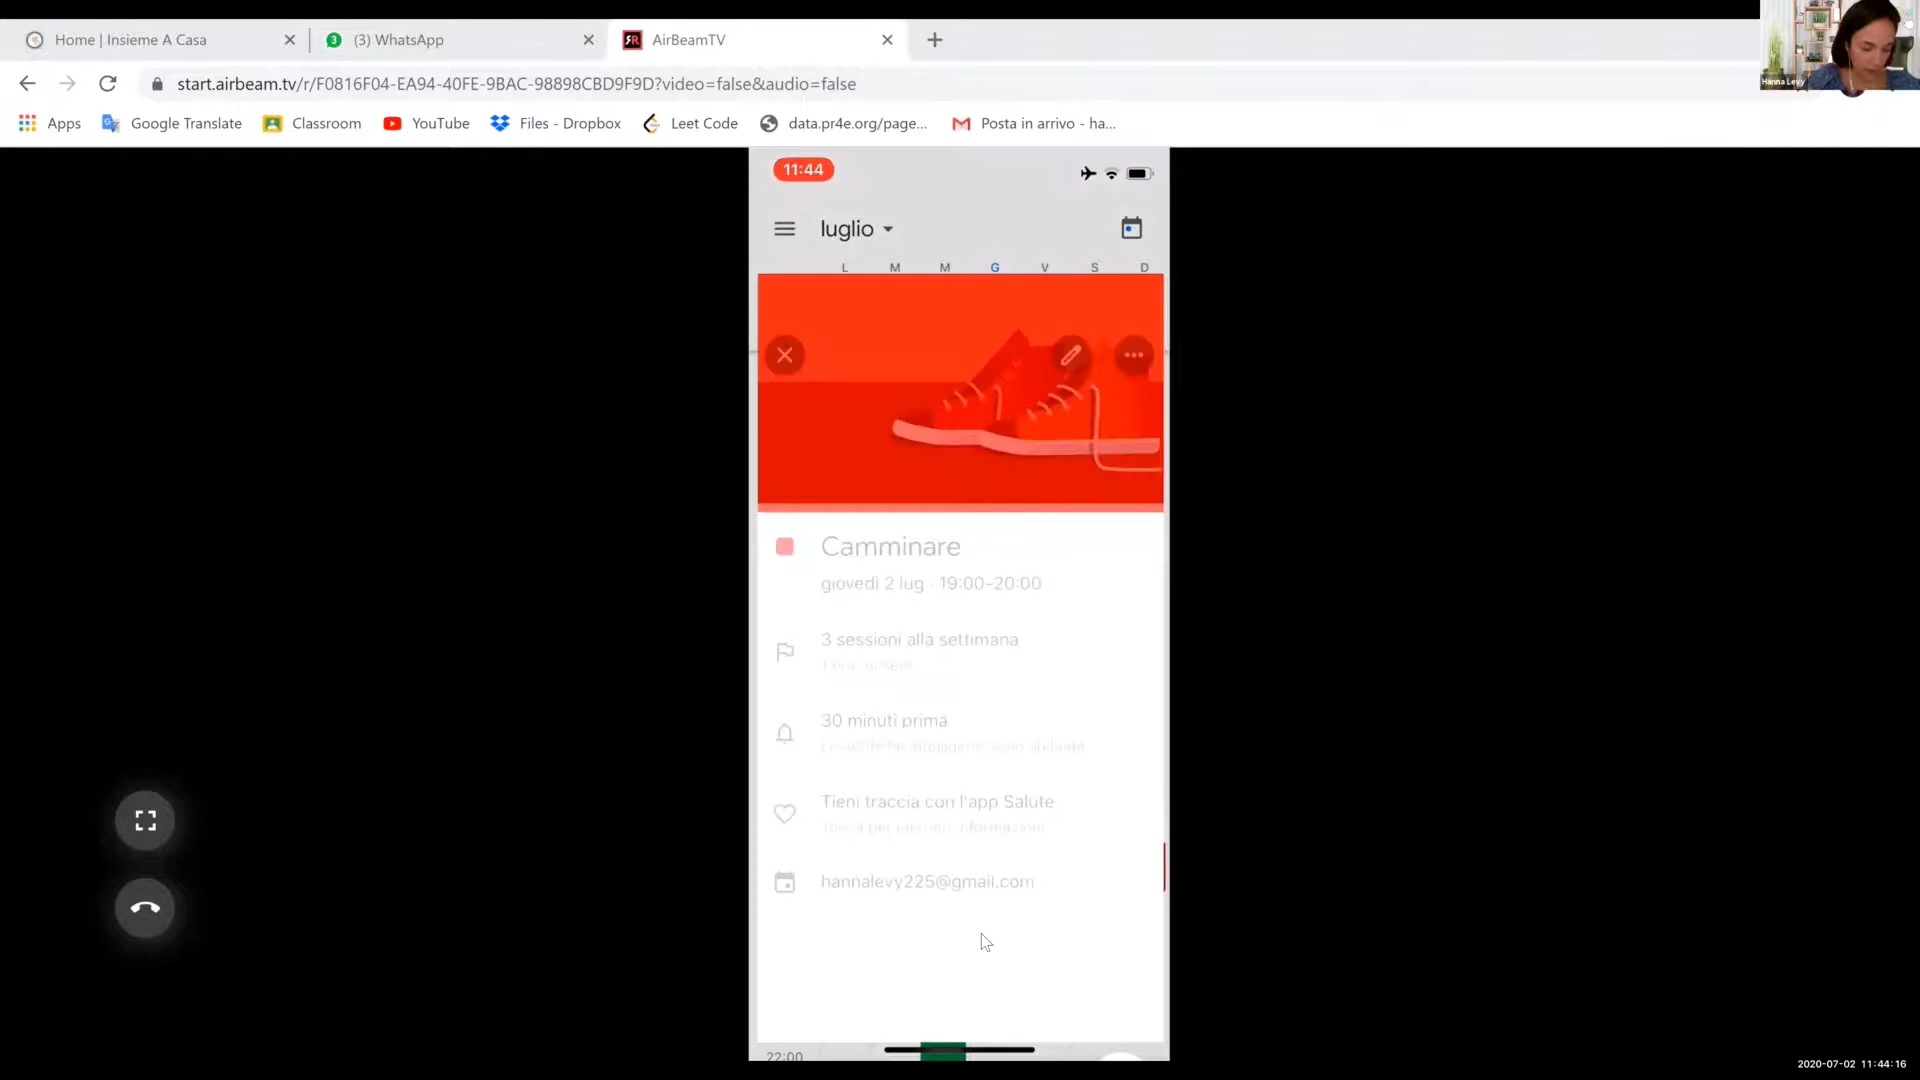 Home | Insieme A Casa
(3) WhatsApp
AirBeamTV
start.airbeam.tv/r/F0816F04-EA94-40FE-9BAC-98898CBD9F9D?video=false&audio=false
Apps
Google Translate
Classroom
YouTube
Files - Dropbox
Leet Code
data.pr4e.org/page...
Posta in arrivo - ha...
Hanna Levy
11:44
luglio
L M M G V S D
Camminare
giovedì 2 lug · 19:00–20:00
3 sessioni alla settimana
30 minuti prima
Tieni traccia con l'app Salute
hannalevy225@gmail.com
22:00
2020-07-02 11:44:16